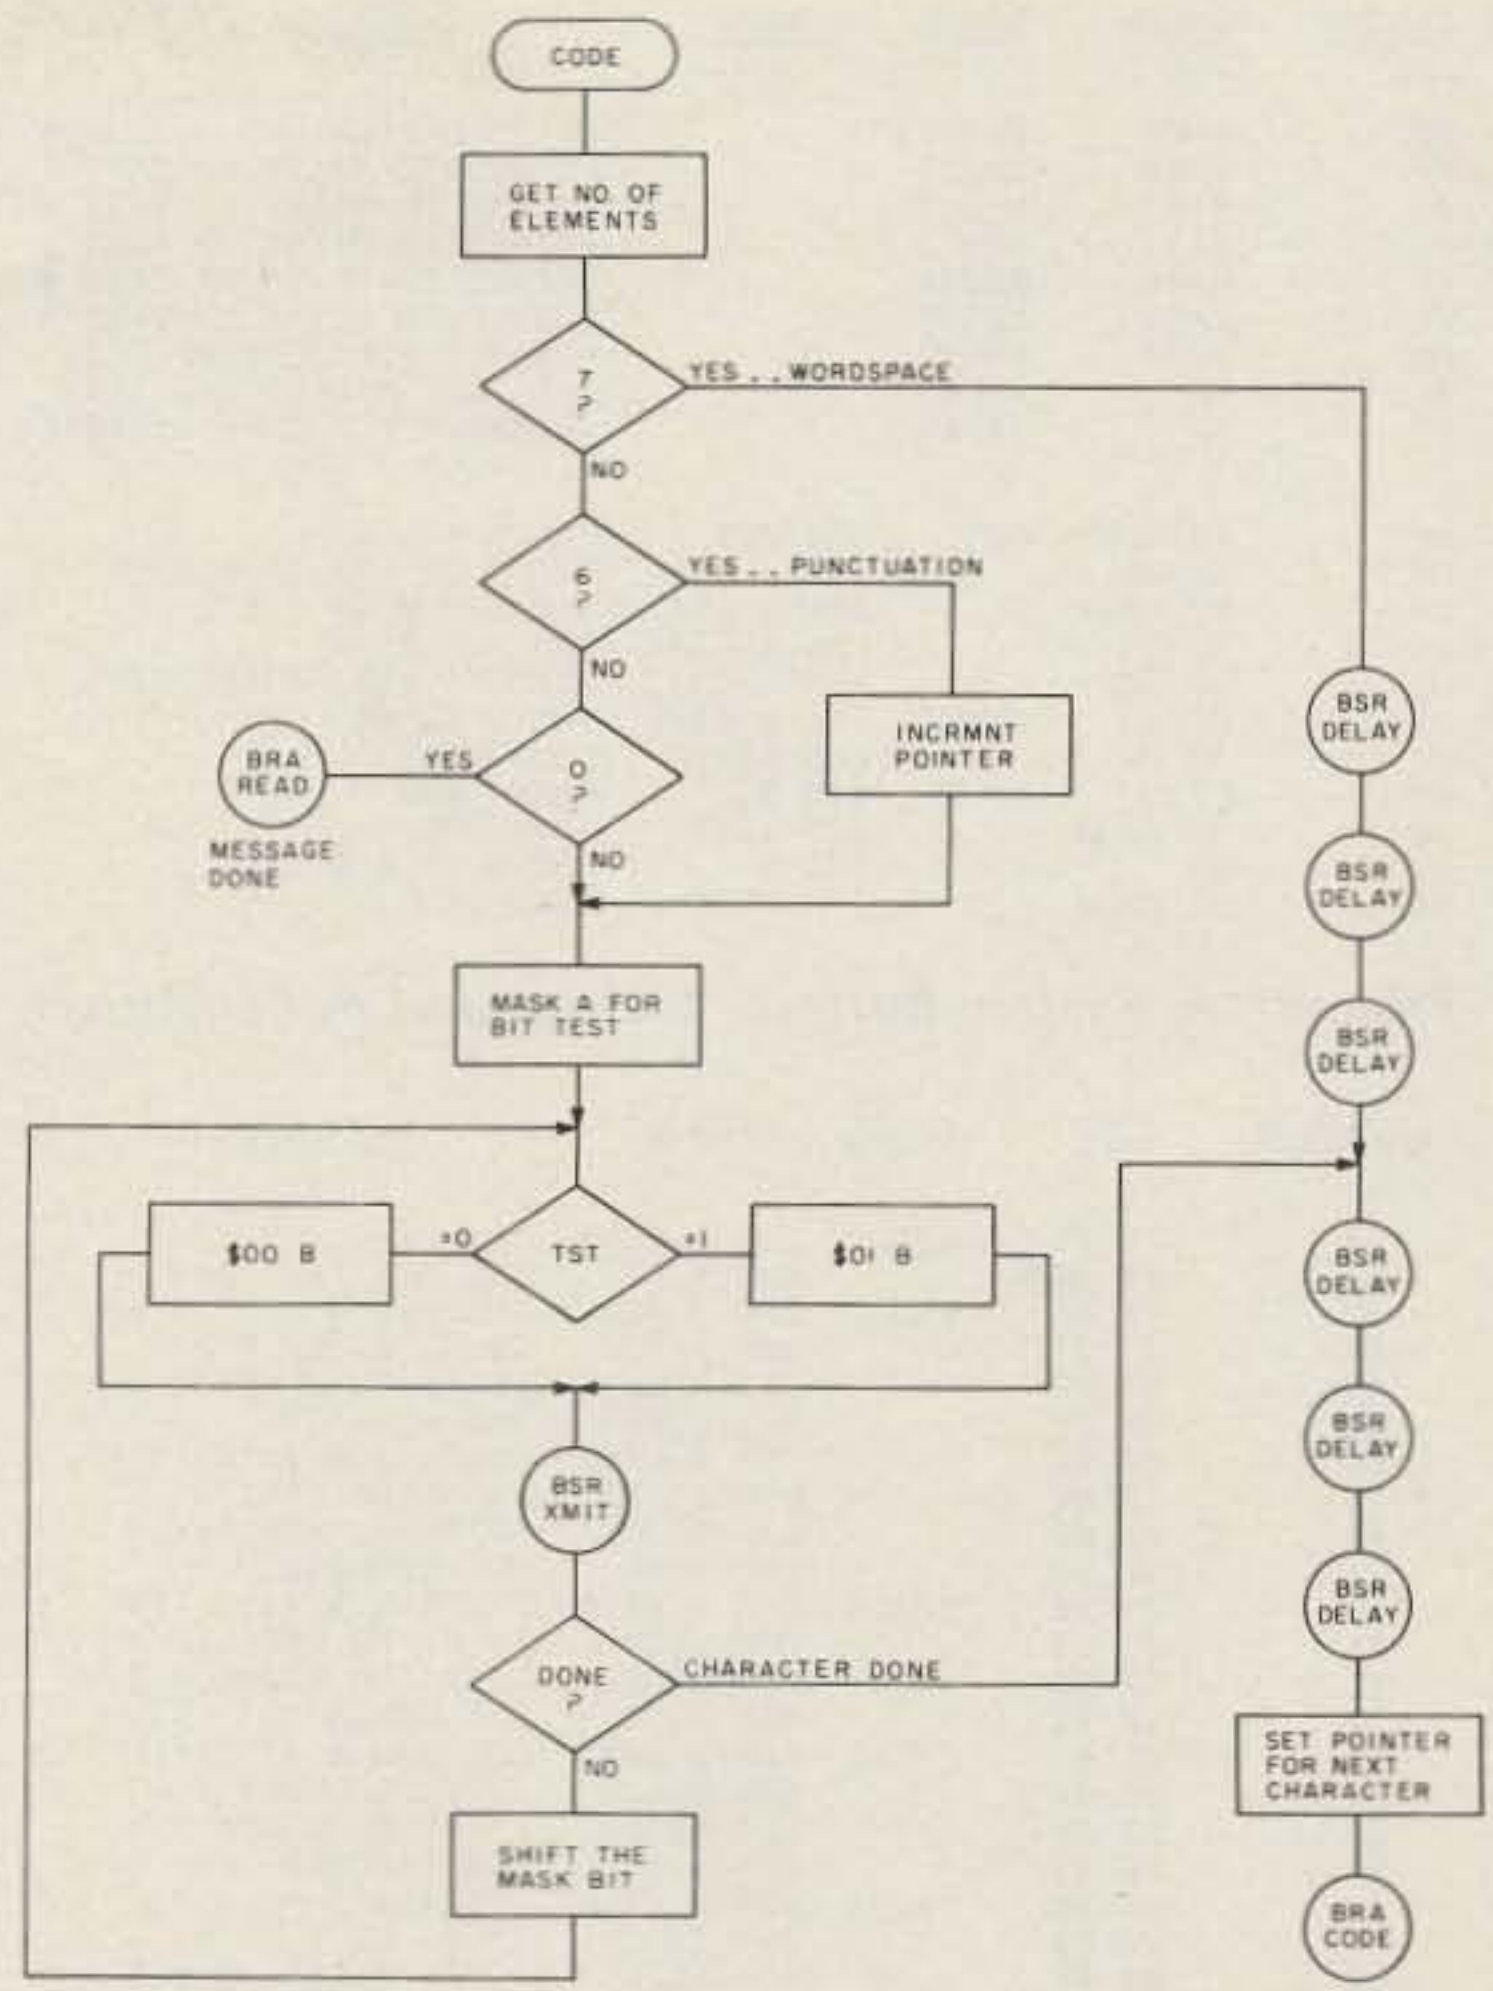 CODE
GET NO. OF
ELEMENTS
7
?
YES . . WORDSPACE
NO
6
?
YES . . PUNCTUATION
NO
BRA
READ
YES
0
?
NO
MESSAGE
DONE
INCRMNT
POINTER
BSR
DELAY
BSR
DELAY
BSR
DELAY
MASK A FOR
BIT TEST
$00 B
=0
TST
=1
$01 B
BSR
XMIT
DONE
?
CHARACTER DONE
NO
SHIFT THE
MASK BIT
BSR
DELAY
BSR
DELAY
BSR
DELAY
SET POINTER
FOR NEXT
CHARACTER
BRA
CODE